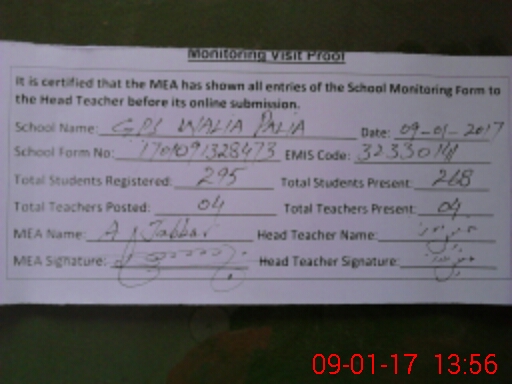 Monitoring Visit Proof
It is certified that the MEA has shown all entries of the School Monitoring Form to
the Head Teacher before its online submission.
School Name: GPS WALIA PALIA Date: 09-01-2017
School Form No: 1701091328473 EMIS Code:
Total Students Registered: 295 Total Students Present: 268
Total Teachers Posted: 04 Total Teachers Present: 04
MEA Name: A Jabbar Head Teacher Name:
MEA Signature: Head Teacher Signature:
09-01-17 13:56